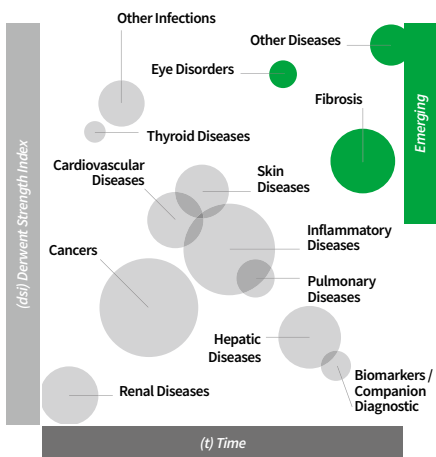 Other Infections
Other Diseases
Eye Disorders
Fibrosis
Emerging
Thyroid Diseases
Cardiovascular
Diseases
Skin
Diseases
(dsi) Derwent Strength Index
Inflammatory
Diseases
Cancers
Pulmonary
Diseases
Hepatic
Diseases
Biomarkers /
Companion
Diagnostic
Renal Diseases
(t) Time